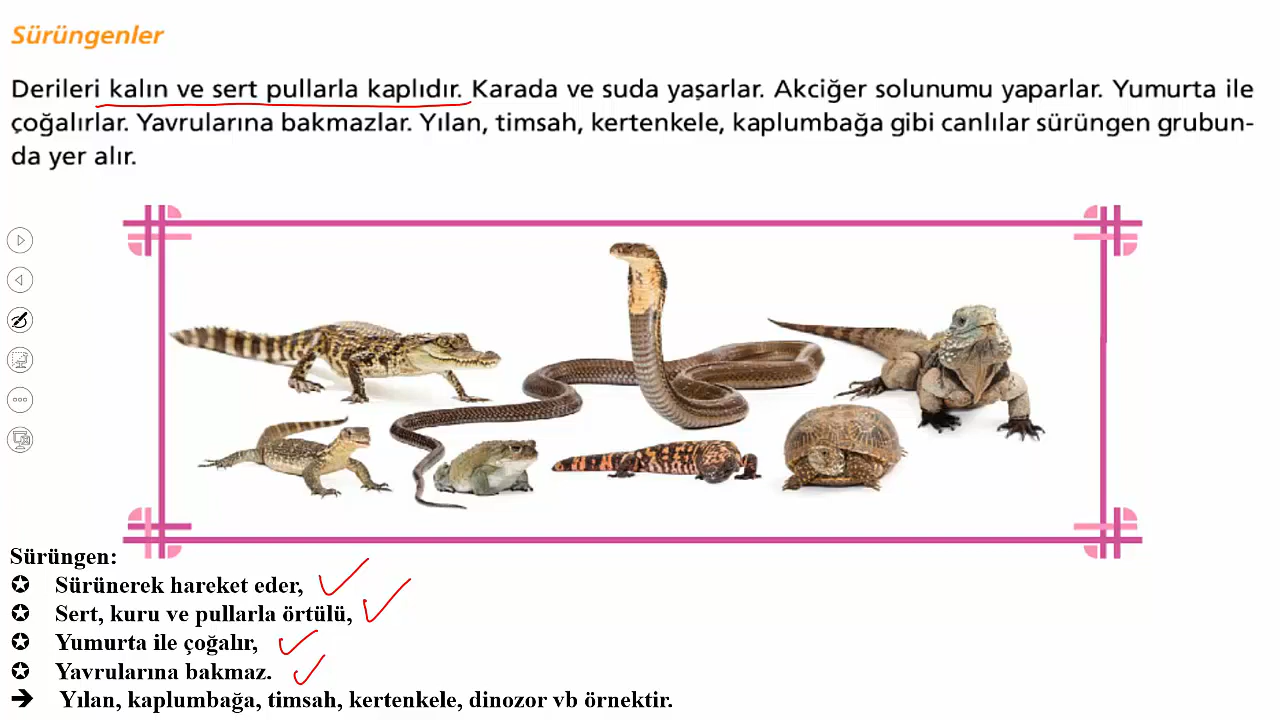 Sürüngenler
Derileri kalın ve sert pullarla kaplıdır. Karada ve suda yaşarlar. Akciğer solunumu yaparlar. Yumurta ile
çoğalırlar. Yavrularına bakmazlar. Yılan, timsah, kertenkele, kaplumbağa gibi canlılar sürüngen grubun-
da yer alır.
Sürüngen:
✪ Sürünerek hareket eder,
✪ Sert, kuru ve pullarla örtülü,
✪ Yumurta ile çoğalır,
✪ Yavrularına bakmaz.
➔ Yılan, kaplumbağa, timsah, kertenkele, dinozor vb örnektir.